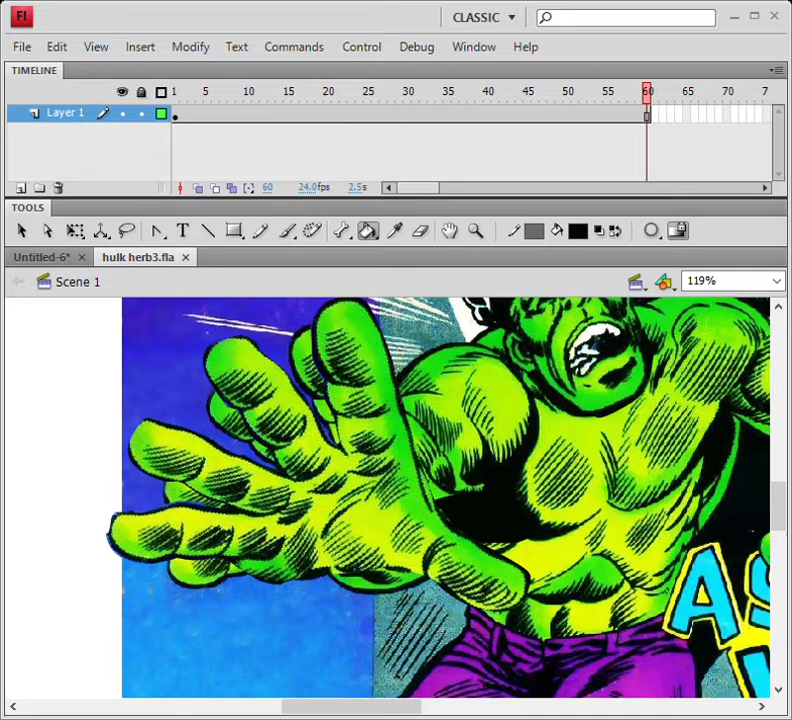 Fl CLASSIC
File Edit View Insert Modify Text Commands Control Debug Window Help
TIMELINE
1 5 10 15 20 25 30 35 40 45 50 55 60 65 70 7
Layer 1
60 24.0fps 2.5s
TOOLS
Untitled-6* × hulk herb3.fla ×
Scene 1 119%
AS